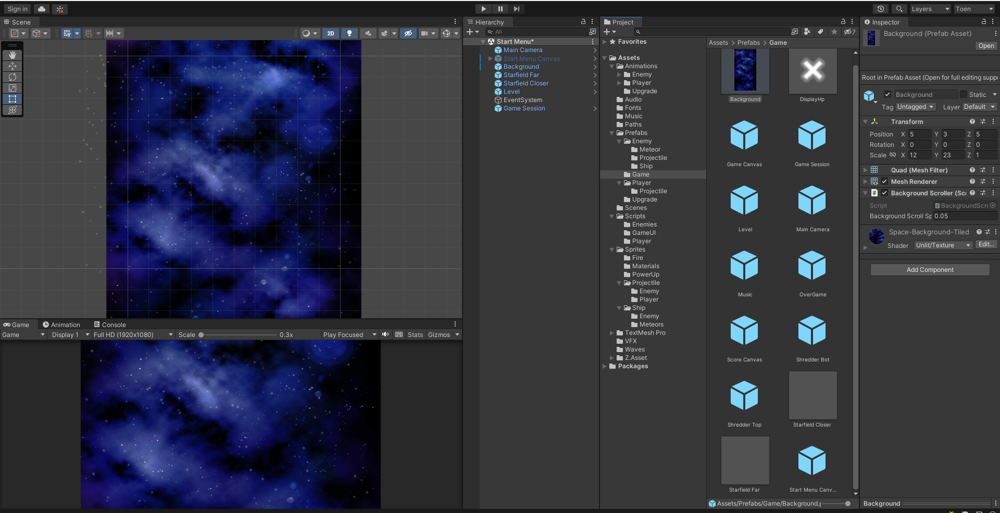 Sign in
Layers
Toen
Scene
2D
Game
Animation
Console
Game
Display 1
Full HD (1920x1080)
Scale
0.3x
Play Focused
Stats
Gizmos
Hierarchy
All
Start Menu*
Main Camera
Start Menu Canvas
Background
Starfield Far
Starfield Closer
Level
EventSystem
Game Session
Project
7
Favorites
Assets
Animations
Enemy
Player
Upgrade
Audio
Fonts
Music
Paths
Prefabs
Enemy
Meteor
Projectile
Ship
Game
Player
Projectile
Upgrade
Scenes
Scripts
Enemies
GameUI
Player
Sprites
Fire
Materials
PowerUp
Projectile
Enemy
Player
Ship
Enemy
Meteors
TextMesh Pro
VFX
Waves
Z.Asset
Packages
Assets > Prefabs > Game
Background
DisplayHp
Game Canvas
Game Session
Level
Main Camera
Music
OverGame
Score Canvas
Shredder Bot
Shredder Top
Starfield Closer
Starfield Far
Start Menu Canv...
Assets/Prefabs/Game/Background.p
Inspector
Background (Prefab Asset)
Open
Root in Prefab Asset (Open for full editing suppo
Background
Static
Tag Untagged
Layer Default
Transform
Position X 5 Y 3 Z 5
Rotation X 0 Y 0 Z 0
Scale X 12 Y 23 Z 1
Quad (Mesh Filter)
Mesh Renderer
# Background Scroller (Scr
Script # BackgroundScro
Background Scroll Sp 0.05
Space-Background-Tiled
Shader Unlit/Texture Edit...
Add Component
Background